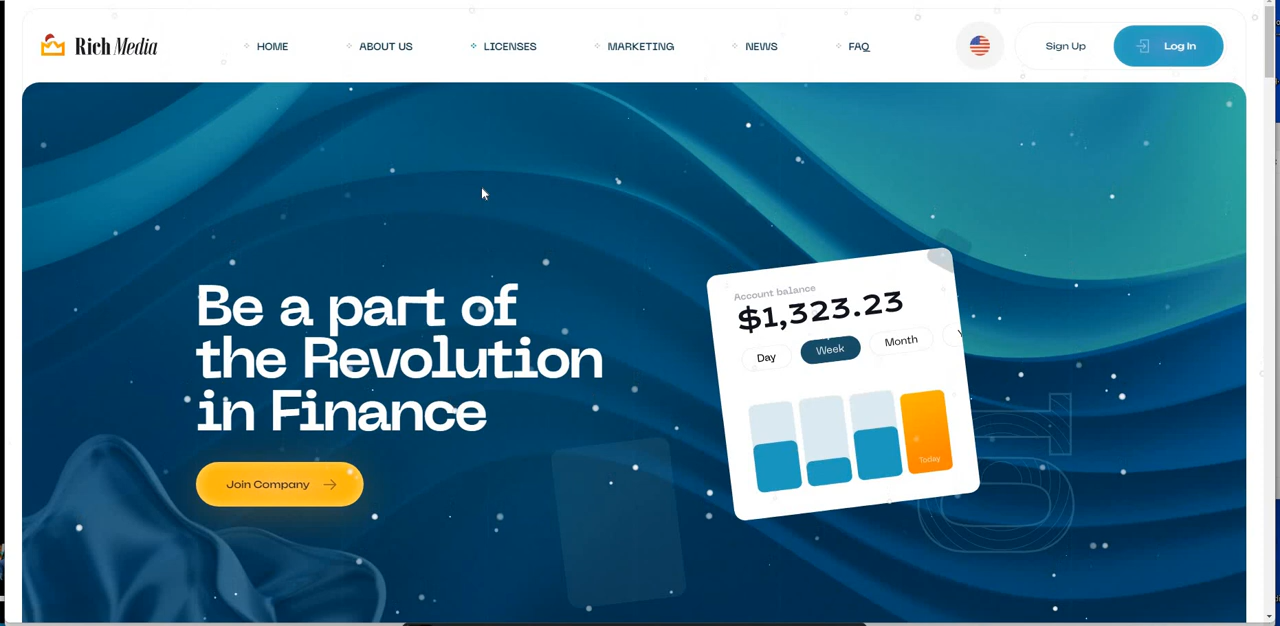 Rich Media
HOME
ABOUT US
LICENSES
MARKETING
NEWS
FAQ
Sign Up
Log In
Be a part of
the Revolution
in Finance
Join Company
Account balance
$1,323.23
Day
Week
Month
Today